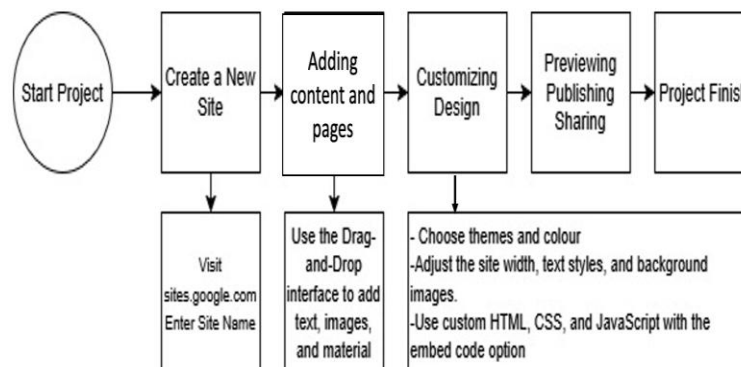 Start Project
Create a New
Site
Adding
content and
pages
Customizing
Design
Previewing
Publishing
Sharing
Project Finish
Visit
sites.google.com
Enter Site Name
Use the Drag-
and-Drop
interface to add
text, images,
and material
- Choose themes and colour
-Adjust the site width, text styles, and background
images.
-Use custom HTML, CSS, and JavaScript with the
embed code option